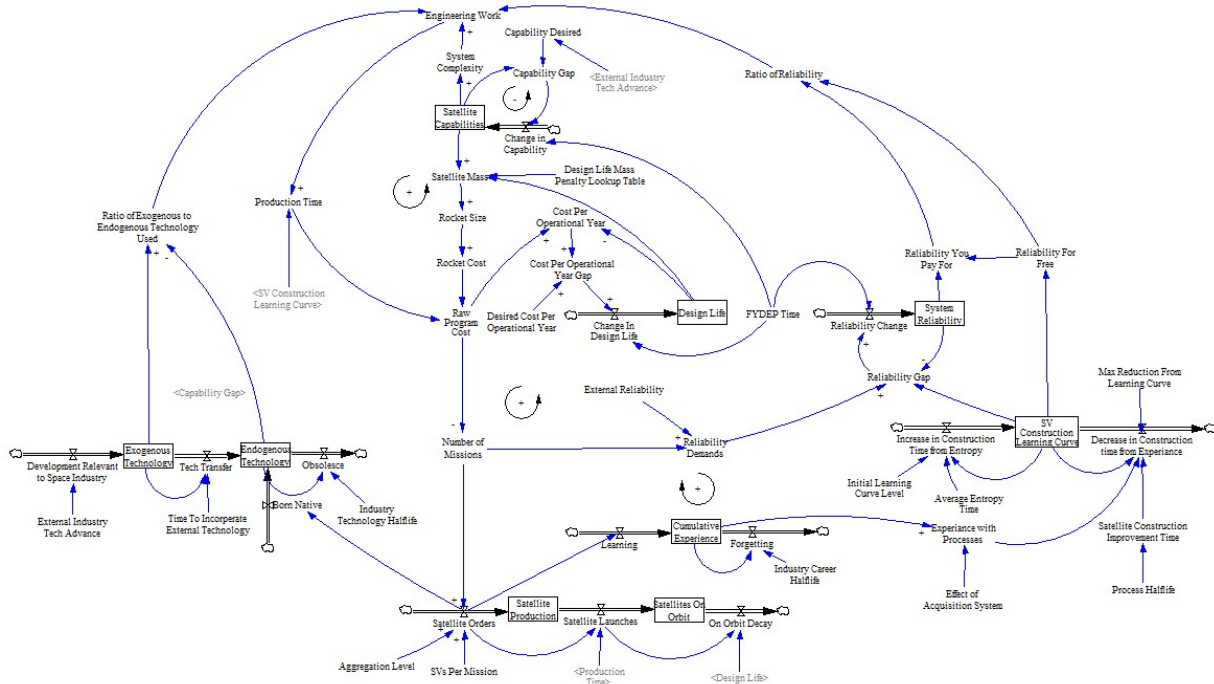 Engineering Work
Capability Desired
System
Complexity
Capability Gap
<External Industry
Tech Advance>
Ratio of Reliability
Satellite
Capabilities
Change in
Capability
Satellite Mass
Design Life Mass
Penalty Lookup Table
Production Time
Ratio of Exogenous to
Endogenous Technology
Used
Rocket Size
Cost Per
Operational Year
Rocket Cost
Cost Per Operational
Year Gap
Reliability You
Pay For
Reliability For
Free
<SV Construction
Learning Curve>
Raw
Program
Cost
Desired Cost Per
Operational Year
Change In
Design Life
Design Life
FYDEP Time
Reliability Change
System
Reliability
Reliability Gap
Max Reduction From
Learning Curve
<Capability Gap>
External Reliability
Number of
Missions
Reliability
Demands
Exogenous
Technology
Endogenous
Technology
Development Relevant
to Space Industry
Tech Transfer
Obsolesce
Increase in Construction
Time from Entropy
SV
Construction
Learning Curve
Decrease in Construction
time from Experiance
External Industry
Tech Advance
Time To Incorperate
External Technology
Born Native
Industry
Technology Halflife
Initial Learning
Curve Level
Average Entropy
Time
Learning
Cumulative
Experience
Forgetting
Industry Career
Halflife
Experiance with
Processes
Satellite Construction
Improvement Time
Effect of
Acquisition System
Process Halflife
Satellite Orders
Satellite
Production
Satellite Launches
Satellites On
Orbit
On Orbit Decay
Aggregation Level
SVs Per Mission
<Production
Time>
<Design Life>